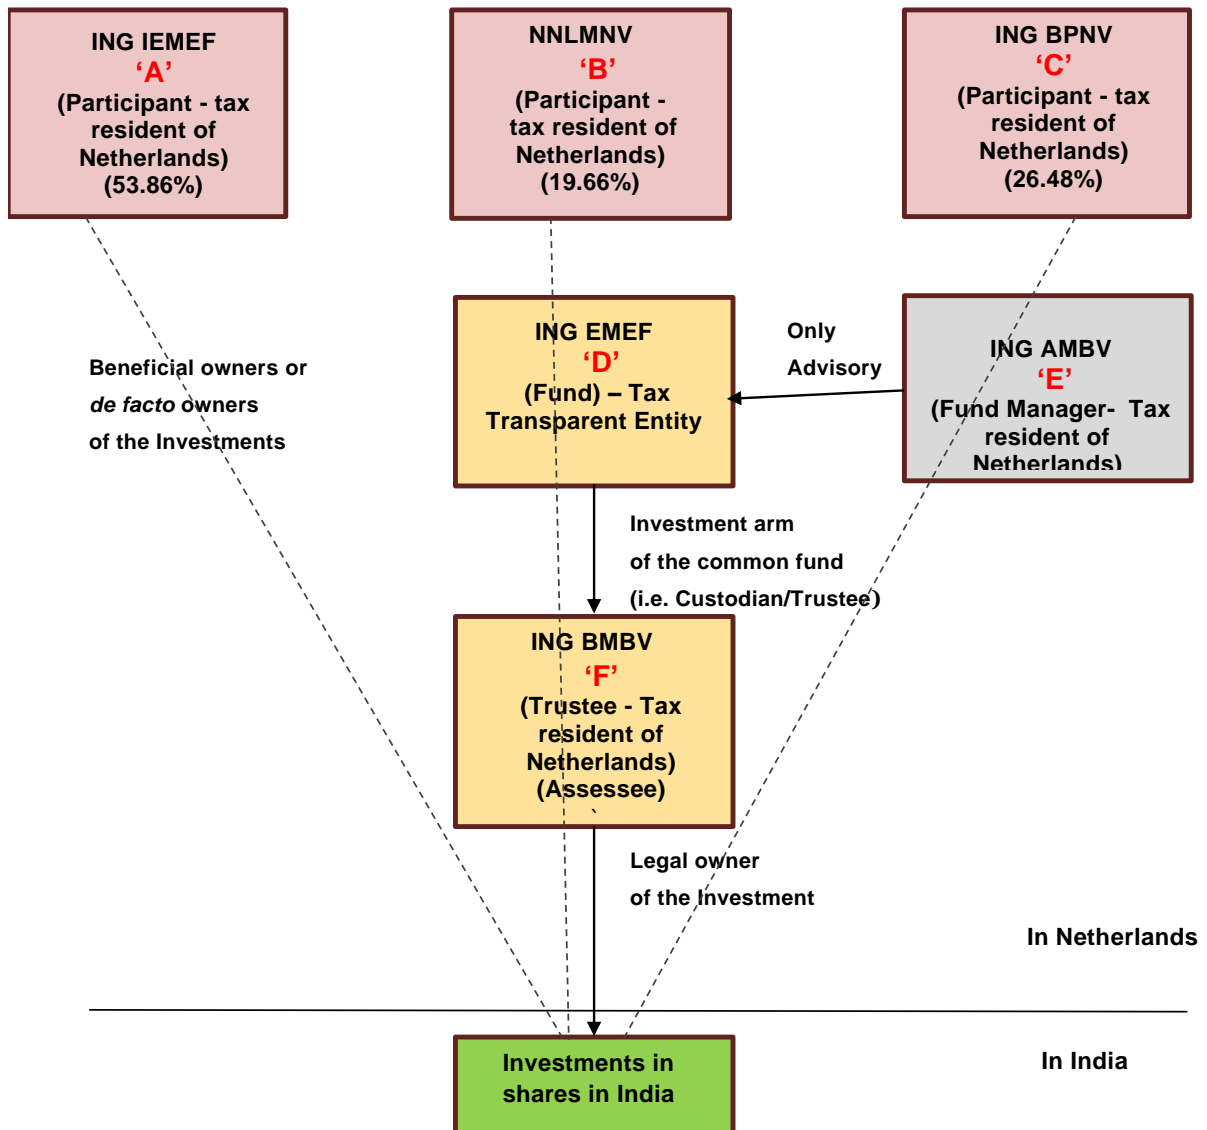 ING IEMEF
‘A’
(Participant - tax
resident of
Netherlands)
(53.86%)
NNLMNV
‘B’
(Participant -
tax resident of
Netherlands)
(19.66%)
ING BPNV
‘C’
(Participant - tax
resident of
Netherlands)
(26.48%)
Beneficial owners or
de facto owners
of the Investments
ING EMEF
‘D’
(Fund) – Tax
Transparent Entity
Only
Advisory
ING AMBV
‘E’
(Fund Manager- Tax
resident of
Netherlands)
Investment arm
of the common fund
(i.e. Custodian/Trustee)
ING BMBV
‘F’
(Trustee - Tax
resident of
Netherlands)
(Assessee)
`
Legal owner
of the Investment
In Netherlands
In India
Investments in
shares in India